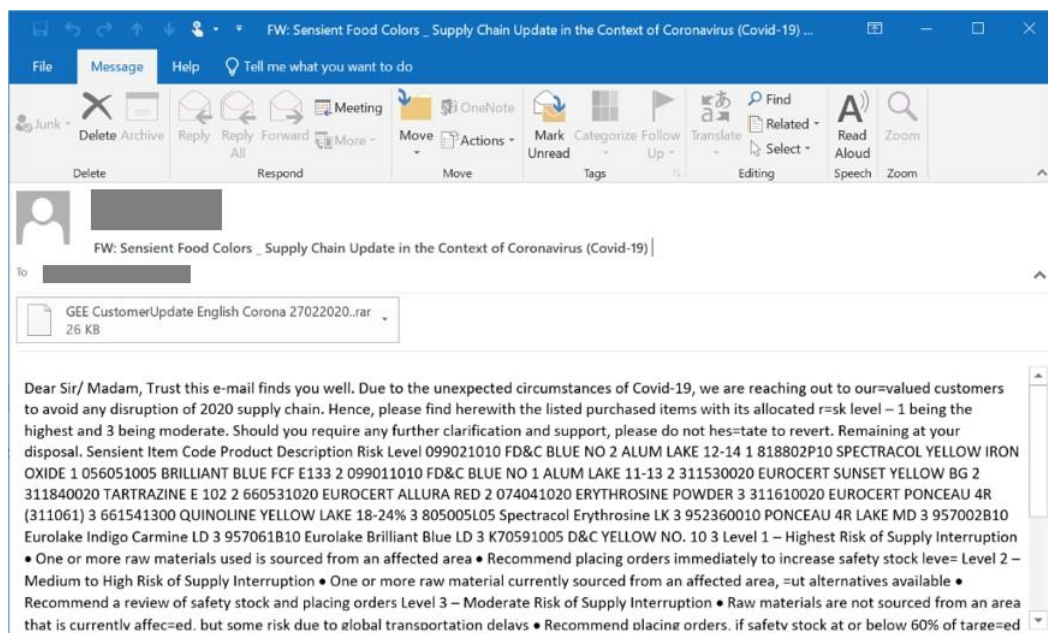 FW: Sensient Food Colors _ Supply Chain Update in the Context of Coronavirus (Covid-19) ...
File Message Help Tell me what you want to do
Junk
Delete
Archive
Reply
Reply All
Forward
Meeting
More
Move
OneNote
Actions
Mark Unread
Categorize
Follow Up
Translate
Find
Related
Select
Read Aloud
Zoom
Delete Respond Move Tags Editing Speech Zoom
FW: Sensient Food Colors _ Supply Chain Update in the Context of Coronavirus (Covid-19)
To
GEE CustomerUpdate English Corona 27022020..rar
26 KB
Dear Sir/ Madam, Trust this e-mail finds you well. Due to the unexpected circumstances of Covid-19, we are reaching out to our=valued customers
to avoid any disruption of 2020 supply chain. Hence, please find herewith the listed purchased items with its allocated r=sk level – 1 being the
highest and 3 being moderate. Should you require any further clarification and support, please do not hes=tate to revert. Remaining at your
disposal. Sensient Item Code Product Description Risk Level 099021010 FD&C BLUE NO 2 ALUM LAKE 12-14 1 818802P10 SPECTRACOL YELLOW IRON
OXIDE 1 056051005 BRILLIANT BLUE FCF E133 2 099011010 FD&C BLUE NO 1 ALUM LAKE 11-13 2 311530020 EUROCERT SUNSET YELLOW BG 2
311840020 TARTRAZINE E 102 2 660531020 EUROCERT ALLURA RED 2 074041020 ERYTHROSINE POWDER 3 311610020 EUROCERT PONCEAU 4R
(311061) 3 661541300 QUINOLINE YELLOW LAKE 18-24% 3 805005L05 Spectracol Erythrosine LK 3 952360010 PONCEAU 4R LAKE MD 3 957002B10
Eurolake Indigo Carmine LD 3 957061B10 Eurolake Brilliant Blue LD 3 K70591005 D&C YELLOW NO. 10 3 Level 1 – Highest Risk of Supply Interruption
• One or more raw materials used is sourced from an affected area • Recommend placing orders immediately to increase safety stock leve= Level 2 –
Medium to High Risk of Supply Interruption • One or more raw material currently sourced from an affected area, =ut alternatives available •
Recommend a review of safety stock and placing orders Level 3 – Moderate Risk of Supply Interruption • Raw materials are not sourced from an area
that is currently affec=ed, but some risk due to global transportation delays • Recommend placing orders, if safety stock at or below 60% of targe=ed